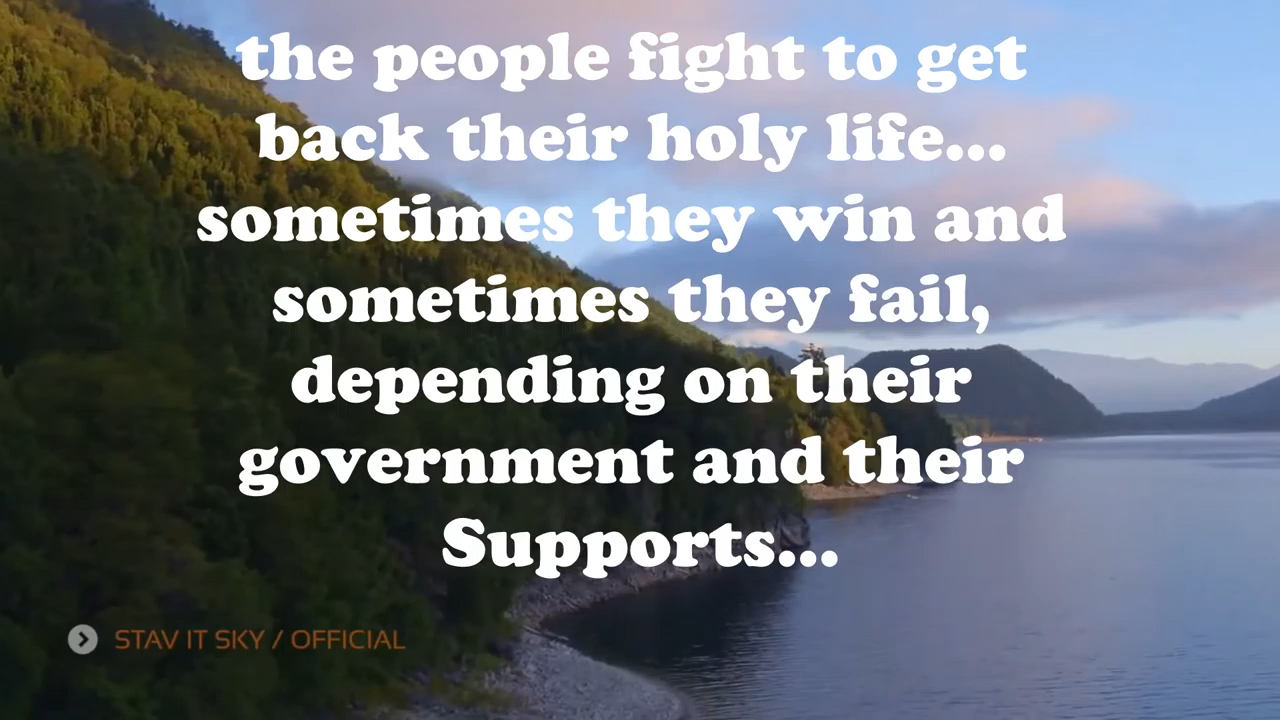 the people fight to get
back their holy life...
sometimes they win and
sometimes they fail,
depending on their
government and their
Supports...
STAV IT SKY / OFFICIAL